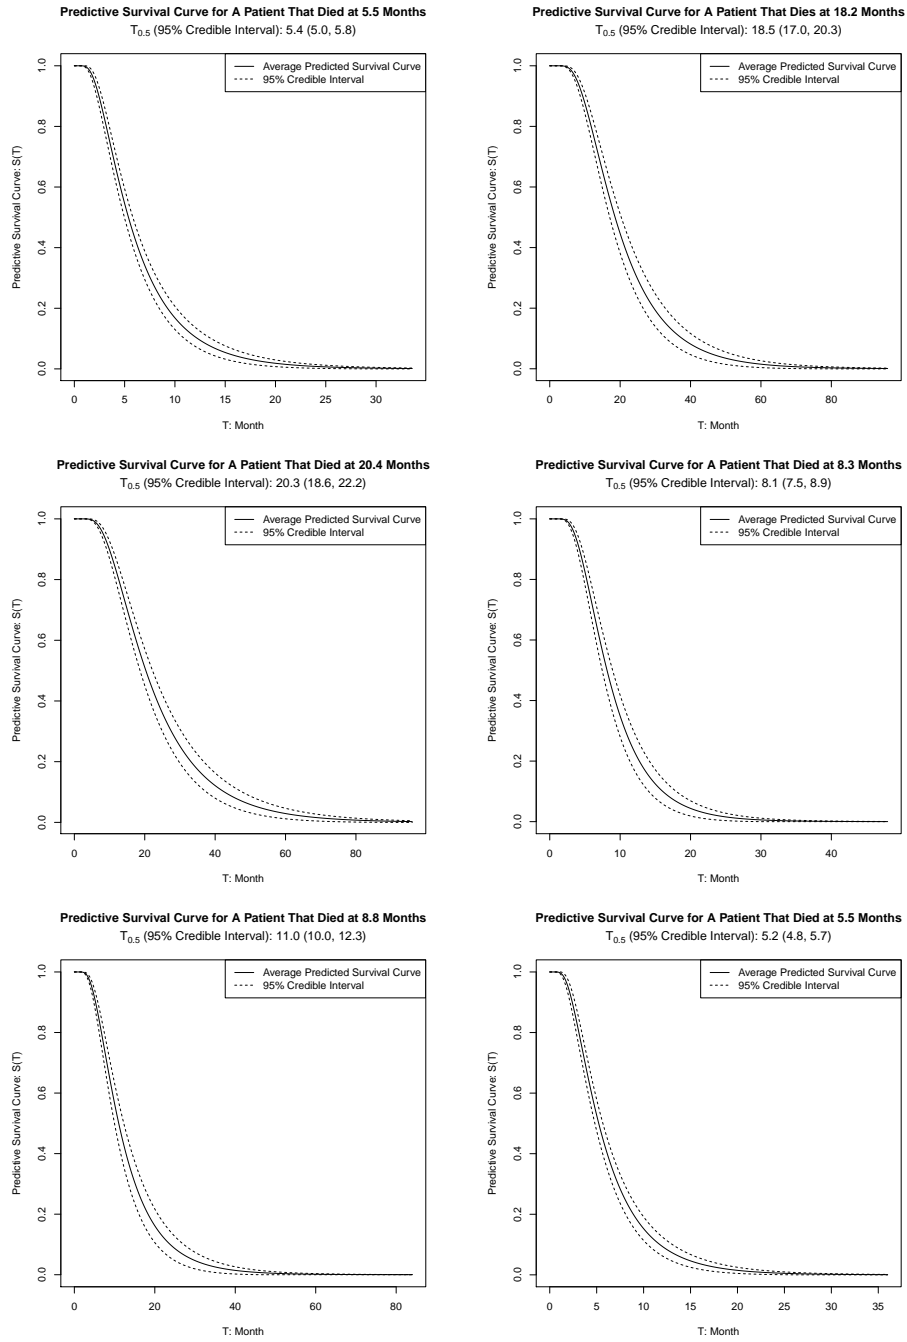 Predictive Survival Curve for A Patient That Died at 5.5 Months
T0.5 (95% Credible Interval): 5.4 (5.0, 5.8)
Average Predicted Survival Curve
95% Credible Interval
Predictive Survival Curve: S(T)
1.0
0.8
0.6
0.4
0.2
0.0
0 5 10 15 20 25 30
T: Month
Predictive Survival Curve for A Patient That Dies at 18.2 Months
T0.5 (95% Credible Interval): 18.5 (17.0, 20.3)
Average Predicted Survival Curve
95% Credible Interval
Predictive Survival Curve: S(T)
1.0
0.8
0.6
0.4
0.2
0.0
0 20 40 60 80
T: Month
Predictive Survival Curve for A Patient That Died at 20.4 Months
T0.5 (95% Credible Interval): 20.3 (18.6, 22.2)
Average Predicted Survival Curve
95% Credible Interval
Predictive Survival Curve: S(T)
1.0
0.8
0.6
0.4
0.2
0.0
0 20 40 60 80
T: Month
Predictive Survival Curve for A Patient That Died at 8.3 Months
T0.5 (95% Credible Interval): 8.1 (7.5, 8.9)
Average Predicted Survival Curve
95% Credible Interval
Predictive Survival Curve: S(T)
1.0
0.8
0.6
0.4
0.2
0.0
0 10 20 30 40
T: Month
Predictive Survival Curve for A Patient That Died at 8.8 Months
T0.5 (95% Credible Interval): 11.0 (10.0, 12.3)
Average Predicted Survival Curve
95% Credible Interval
Predictive Survival Curve: S(T)
1.0
0.8
0.6
0.4
0.2
0.0
0 20 40 60 80
T: Month
Predictive Survival Curve for A Patient That Died at 5.5 Months
T0.5 (95% Credible Interval): 5.2 (4.8, 5.7)
Average Predicted Survival Curve
95% Credible Interval
Predictive Survival Curve: S(T)
1.0
0.8
0.6
0.4
0.2
0.0
0 5 10 15 20 25 30 35
T: Month